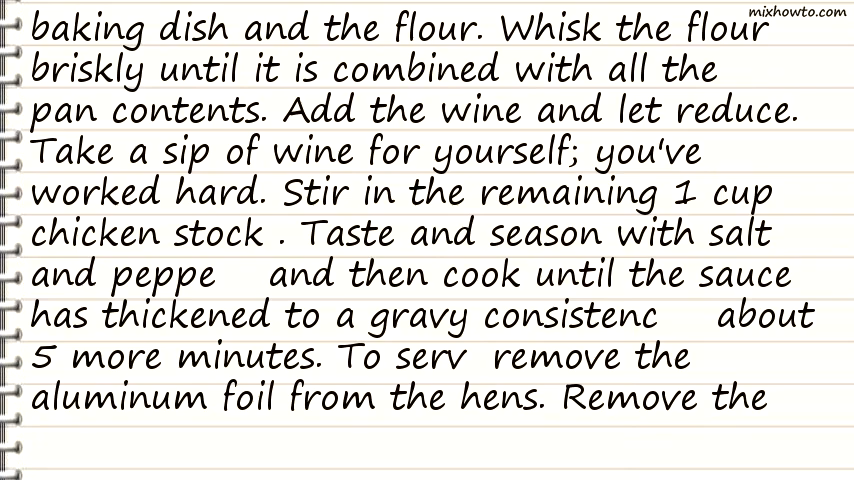 mixhowto.com
baking dish and the flour. Whisk the flour
briskly until it is combined with all the
pan contents. Add the wine and let reduce.
Take a sip of wine for yourself; you've
worked hard. Stir in the remaining 1 cup
chicken stock . Taste and season with salt
and peppe and then cook until the sauce
has thickened to a gravy consistenc about
5 more minutes. To serv remove the
aluminum foil from the hens. Remove the